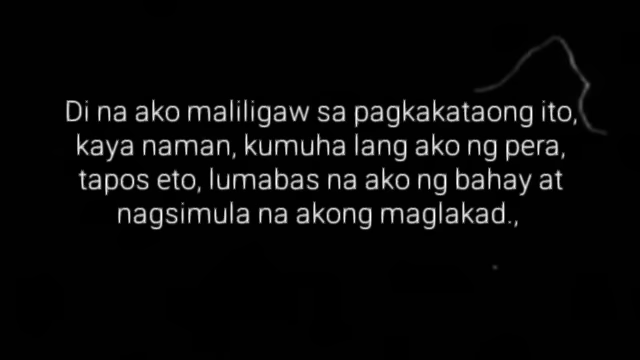 Di na ako maliligaw sa pagkakataong ito,
kaya naman, kumuha lang ako ng pera,
tapos eto, lumabas na ako ng bahay at
nagsimula na akong maglakad.,